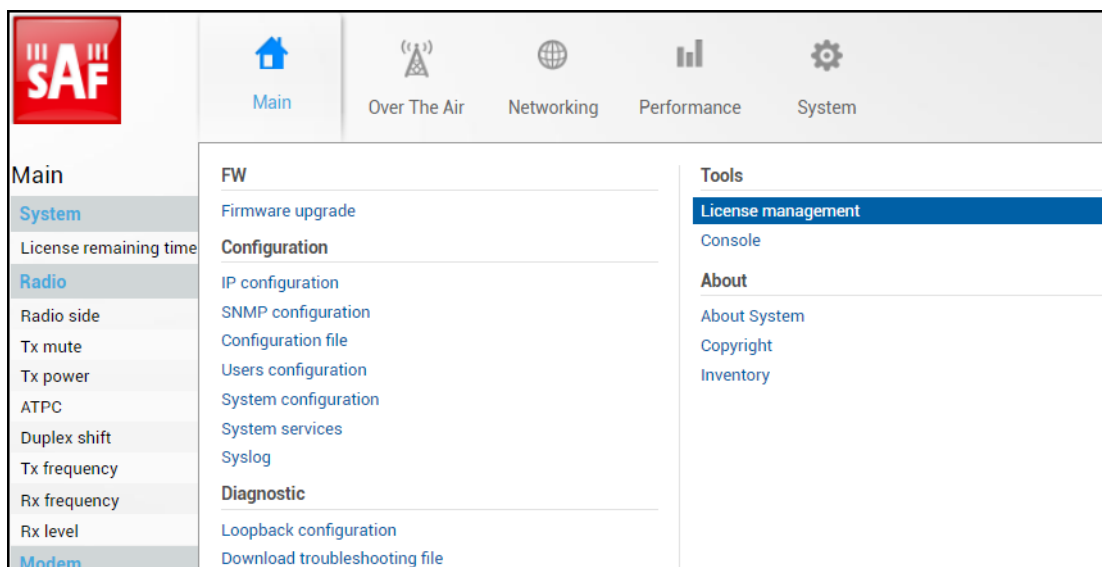 SAF
Main
Over The Air
Networking
Performance
System
Main
System
License remaining time
Radio
Radio side
Tx mute
Tx power
ATPC
Duplex shift
Tx frequency
Rx frequency
Rx level
Modem
FW
Firmware upgrade
Configuration
IP configuration
SNMP configuration
Configuration file
Users configuration
System configuration
System services
Syslog
Diagnostic
Loopback configuration
Download troubleshooting file
Tools
License management
Console
About
About System
Copyright
Inventory